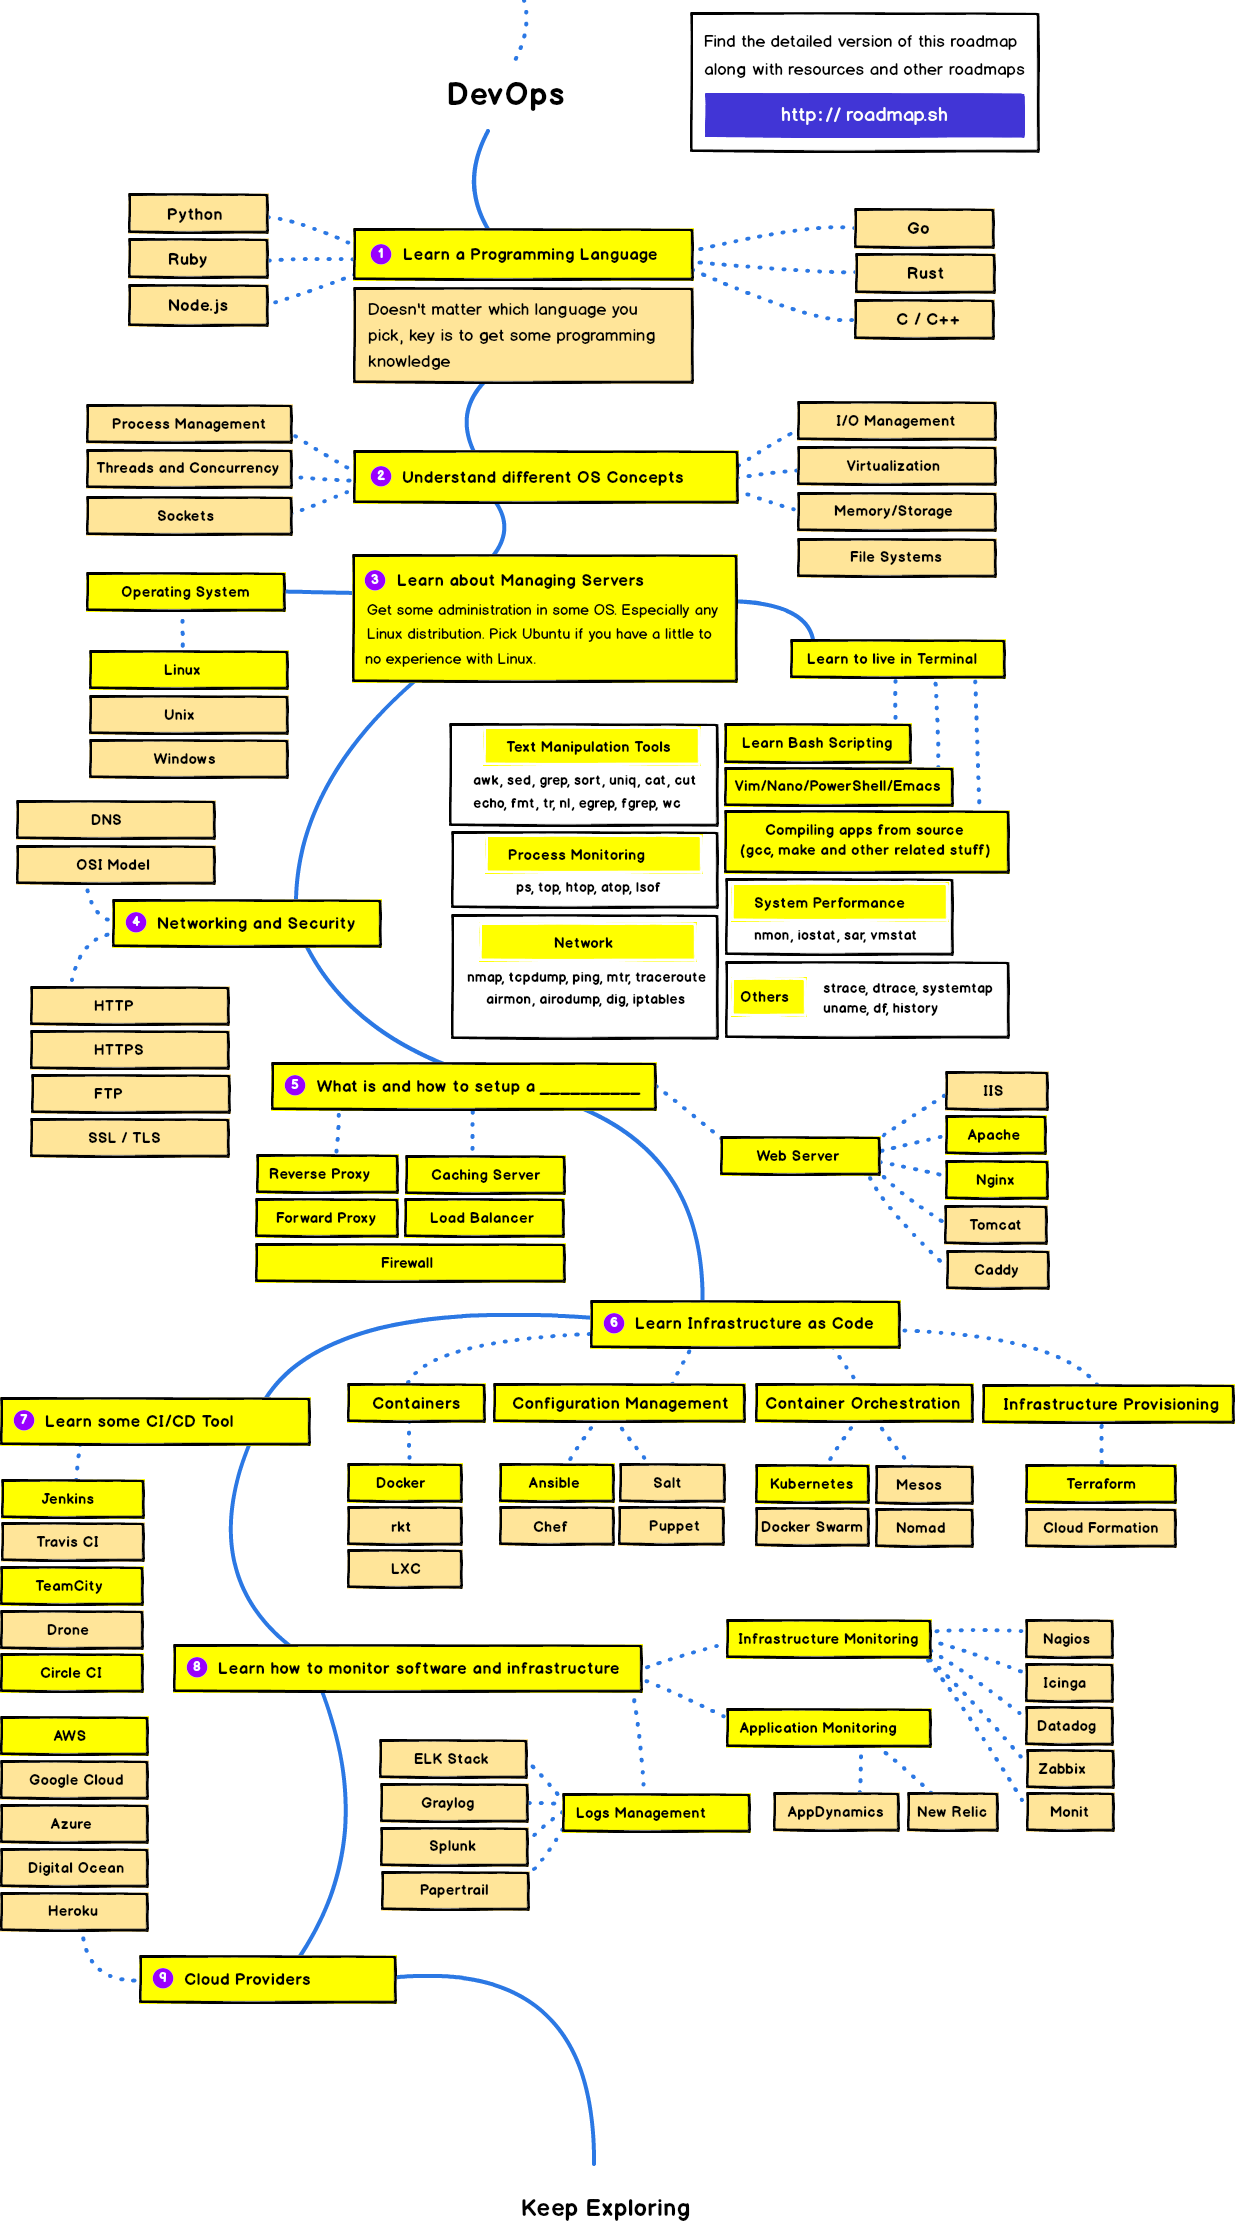 Find the detailed version of this roadmap
along with resources and other roadmaps
http:// roadmap.sh
DevOps
Python
Ruby
Node.js
1 Learn a Programming Language
Doesn't matter which language you
pick, key is to get some programming
knowledge
Go
Rust
C / C++
Process Management
Threads and Concurrency
Sockets
2 Understand different OS Concepts
I/O Management
Virtualization
Memory/Storage
File Systems
3 Learn about Managing Servers
Get some administration in some OS. Especially any
Linux distribution. Pick Ubuntu if you have a little to
no experience with Linux.
Operating System
Linux
Unix
Windows
Learn to live in Terminal
Text Manipulation Tools
awk, sed, grep, sort, uniq, cat, cut
echo, fmt, tr, nl, egrep, fgrep, wc
Process Monitoring
ps, top, htop, atop, lsof
Network
nmap, tcpdump, ping, mtr, traceroute
airmon, airodump, dig, iptables
Learn Bash Scripting
Vim/Nano/PowerShell/Emacs
Compiling apps from source
(gcc, make and other related stuff)
System Performance
nmon, iostat, sar, vmstat
Others
strace, dtrace, systemtap
uname, df, history
DNS
OSI Model
4 Networking and Security
HTTP
HTTPS
FTP
SSL / TLS
5 What is and how to setup a ___________
Reverse Proxy
Caching Server
Forward Proxy
Load Balancer
Firewall
Web Server
IIS
Apache
Nginx
Tomcat
Caddy
6 Learn Infrastructure as Code
Containers
Docker
rkt
LXC
Configuration Management
Ansible
Salt
Chef
Puppet
Container Orchestration
Kubernetes
Mesos
Docker Swarm
Nomad
Infrastructure Provisioning
Terraform
Cloud Formation
7 Learn some CI/CD Tool
Jenkins
Travis CI
TeamCity
Drone
Circle CI
8 Learn how to monitor software and infrastructure
Infrastructure Monitoring
Nagios
Icinga
Datadog
Zabbix
Monit
Application Monitoring
AppDynamics
New Relic
Logs Management
ELK Stack
Graylog
Splunk
Papertrail
AWS
Google Cloud
Azure
Digital Ocean
Heroku
9 Cloud Providers
Keep Exploring